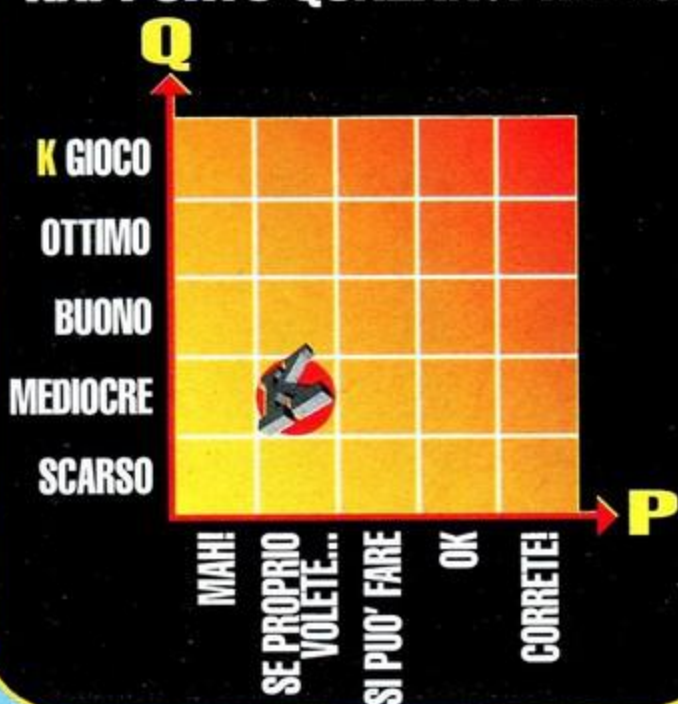 Q
K GIOCO
OTTIMO
BUONO
MEDIOCRE
SCARSO
P
MAH!
SE PROPRIO
VOLETE...
SI PUO' FARE
OK
CORRETE!